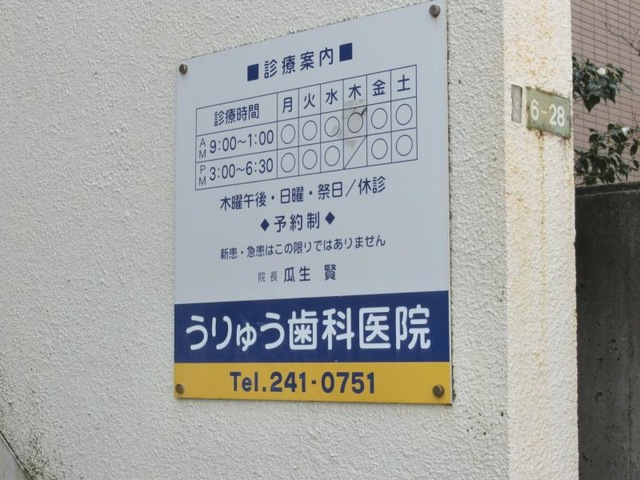 ■診療案内■
診療時間 月 火 水 木 金 土
AM 9:00～1:00 ○ ○ ○ ○ ○ ○
PM 3:00～6:30 ○ ○ ○ ／ ○ ○
木曜午後・日曜・祭日／休診
◆予約制◆
新患・急患はこの限りではありません
院長 瓜生 賢
うりゅう歯科医院
Tel.241-0751
6-28